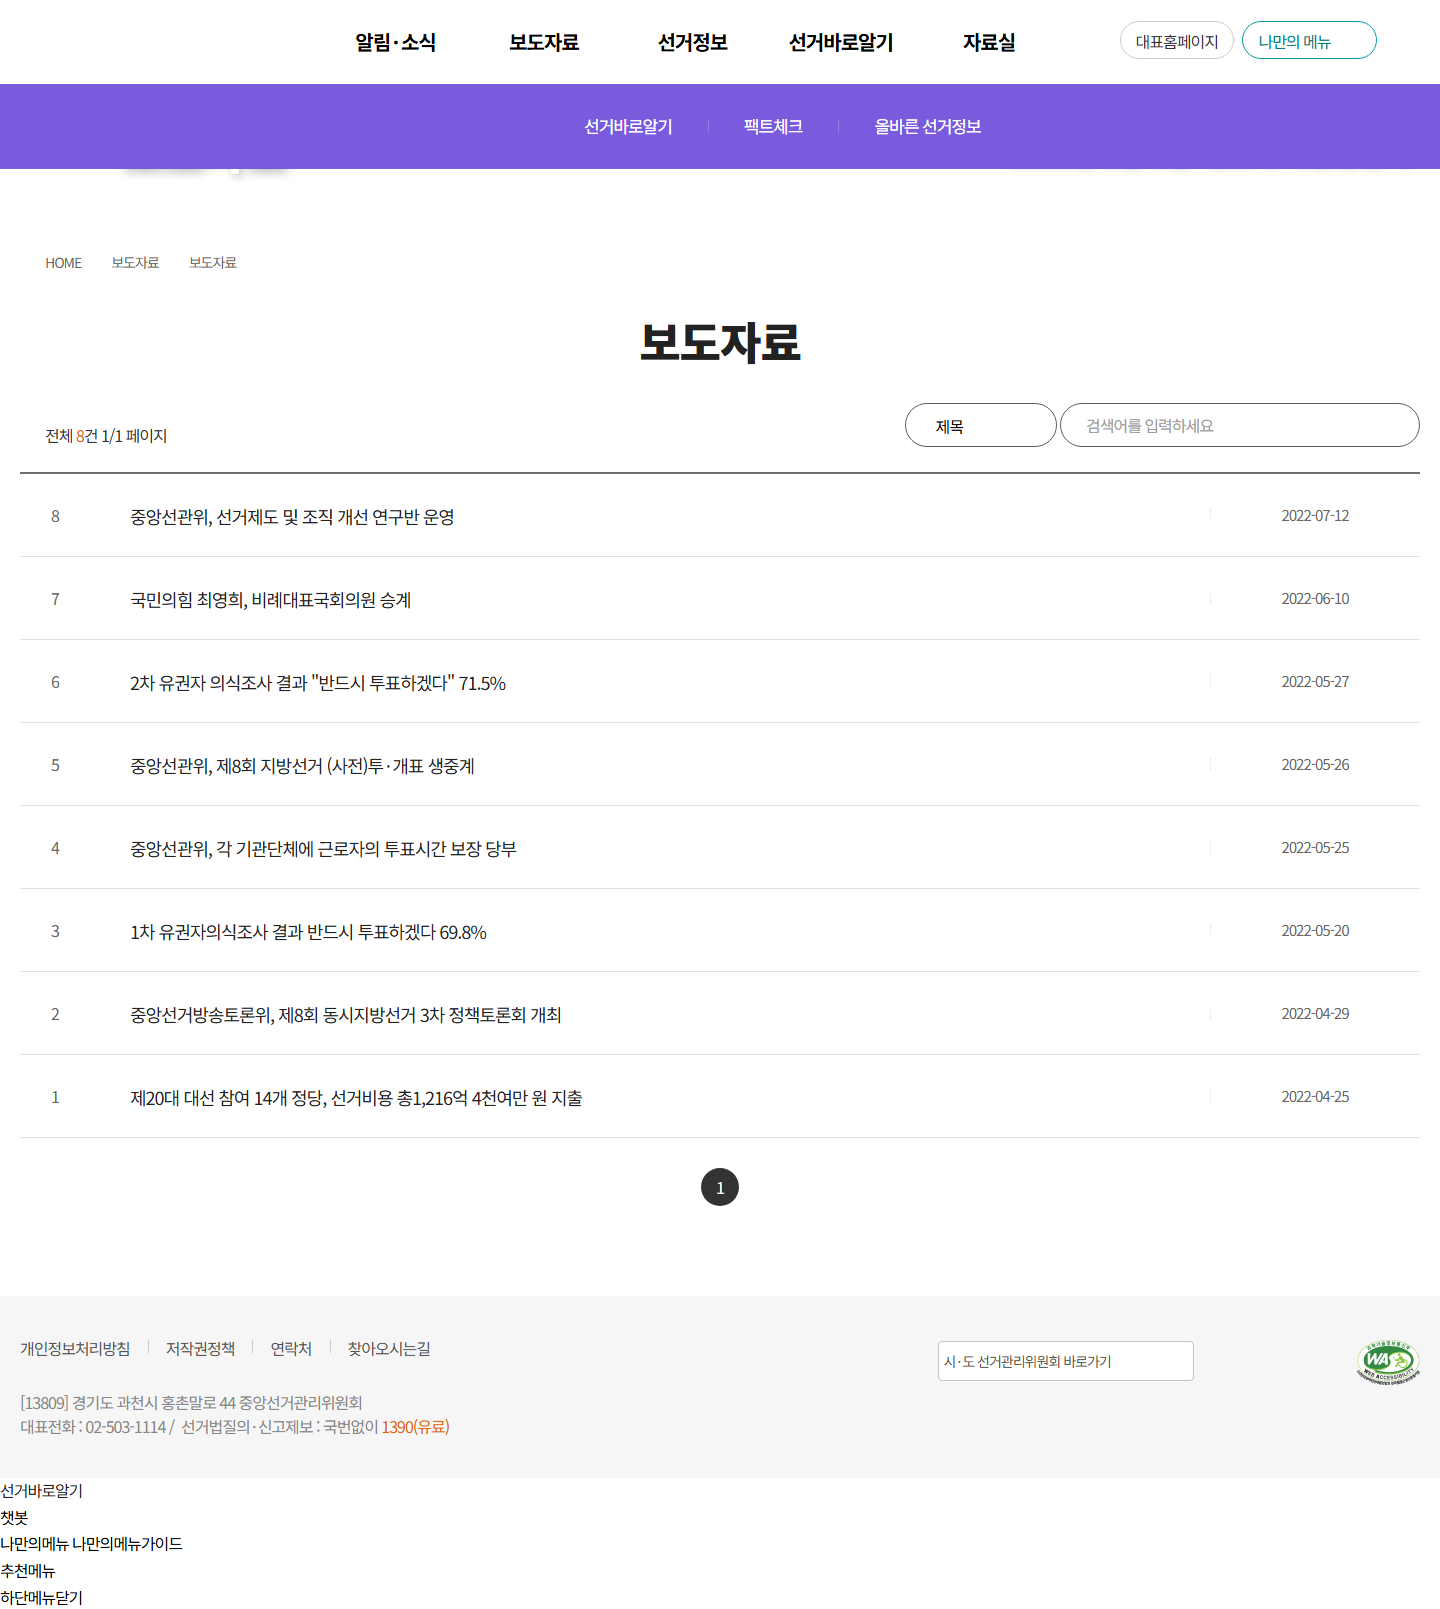 알림·소식 보도자료 선거정보 선거바로알기 자료실 대표홈페이지 나만의 메뉴
선거바로알기 팩트체크 올바른 선거정보
HOME 보도자료 보도자료
보도자료
전체 8건 1/1 페이지 제목 검색어를 입력하세요
8 중앙선관위, 선거제도 및 조직 개선 연구반 운영 2022-07-12
7 국민의힘 최영희, 비례대표국회의원 승계 2022-06-10
6 2차 유권자 의식조사 결과 "반드시 투표하겠다" 71.5% 2022-05-27
5 중앙선관위, 제8회 지방선거 (사전)투·개표 생중계 2022-05-26
4 중앙선관위, 각 기관단체에 근로자의 투표시간 보장 당부 2022-05-25
3 1차 유권자의식조사 결과 반드시 투표하겠다 69.8% 2022-05-20
2 중앙선거방송토론위, 제8회 동시지방선거 3차 정책토론회 개최 2022-04-29
1 제20대 대선 참여 14개 정당, 선거비용 총1,216억 4천여만 원 지출 2022-04-25
1
개인정보처리방침 저작권정책 연락처 찾아오시는길 시·도 선거관리위원회 바로가기 WA WEB ACCESSIBILITY
[13809] 경기도 과천시 홍촌말로 44 중앙선거관리위원회
대표전화 : 02-503-1114 / 선거법질의·신고제보 : 국번없이 1390(유료)
선거바로알기
챗봇
나만의메뉴 나만의메뉴가이드
추천메뉴
하단메뉴닫기